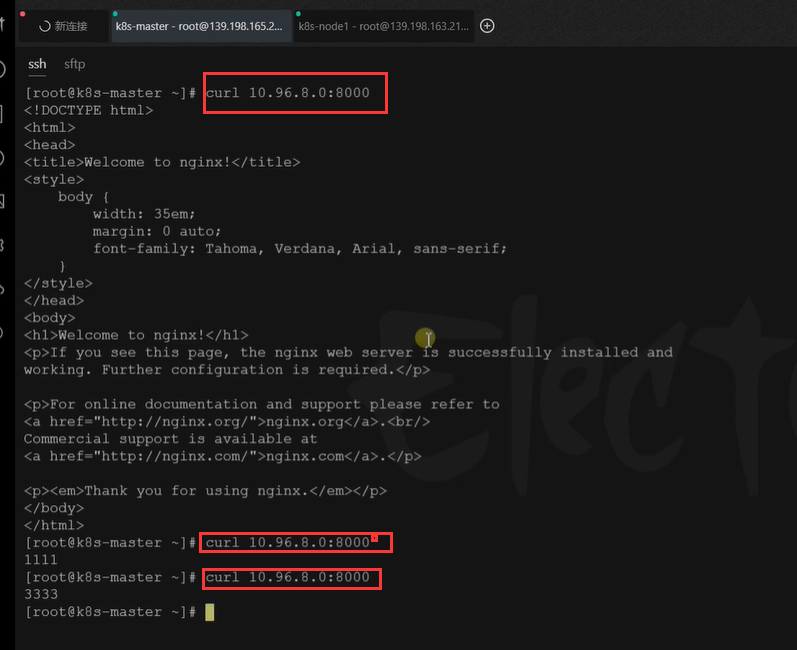 新连接
k8s-master - root@139.198.165.2...
k8s-node1 - root@139.198.163.21...
ssh sftp
[root@k8s-master ~]# curl 10.96.8.0:8000
<!DOCTYPE html>
<html>
<head>
<title>Welcome to nginx!</title>
<style>
    body {
        width: 35em;
        margin: 0 auto;
        font-family: Tahoma, Verdana, Arial, sans-serif;
    }
</style>
</head>
<body>
<h1>Welcome to nginx!</h1>
<p>If you see this page, the nginx web server is successfully installed and
working. Further configuration is required.</p>
<p>For online documentation and support please refer to
<a href="http://nginx.org/">nginx.org</a>.<br/>
Commercial support is available at
<a href="http://nginx.com/">nginx.com</a>.</p>
<p><em>Thank you for using nginx.</em></p>
</body>
</html>
[root@k8s-master ~]# curl 10.96.8.0:8000
1111
[root@k8s-master ~]# curl 10.96.8.0:8000
3333
[root@k8s-master ~]#
Elect